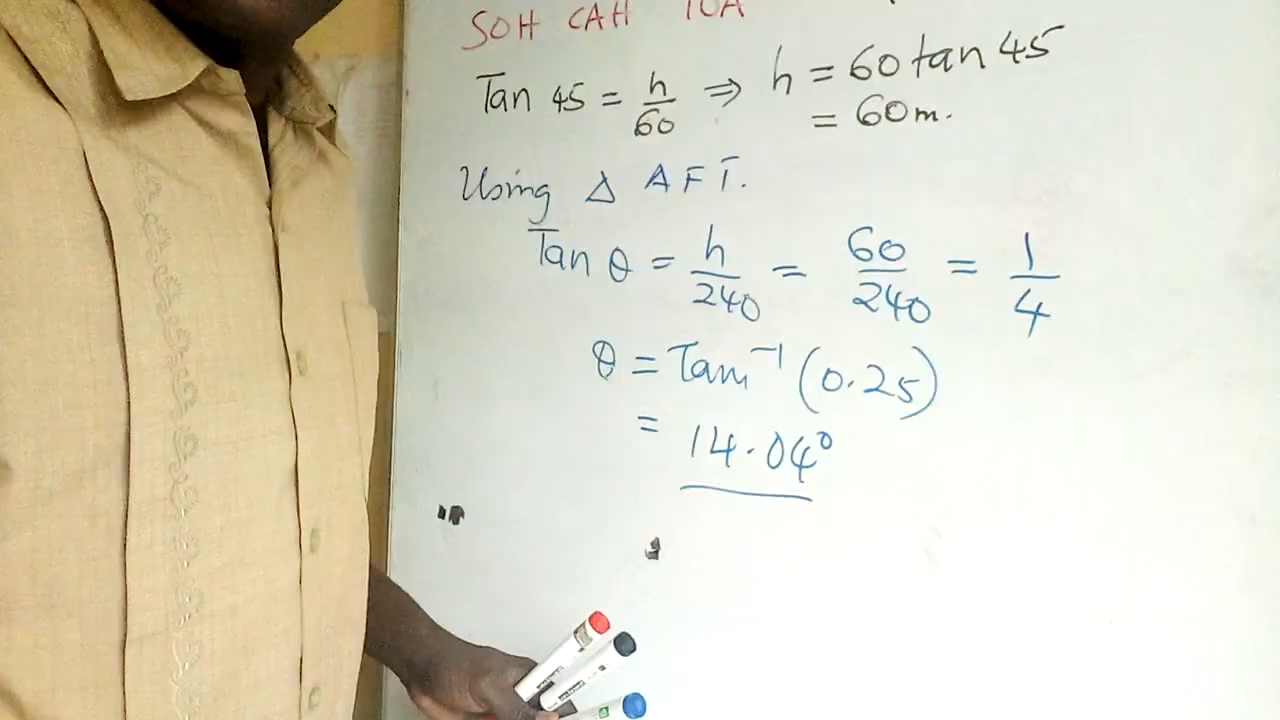 SOH CAH TOA
Tan 45 = h/60 ⇒ h = 60 tan 45
= 60m.
Using Δ AFT.
Tan θ = h/240 = 60/240 = 1/4
θ = Tan⁻¹ (0.25)
= 14.04°